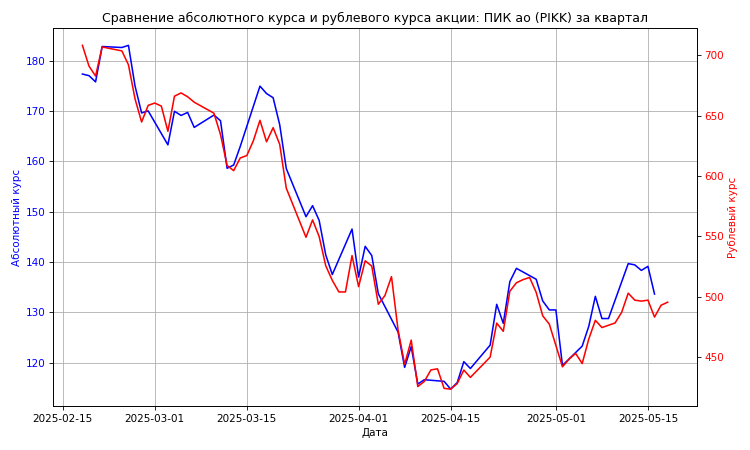 Сравнение абсолютного курса и рублевого курса акции: ПИК ао (PIKK) за квартал
Абсолютный курс
180
170
160
150
140
130
120
700
650
600
550
500
450
Рублевый курс
2025-02-15 2025-03-01 2025-03-15 2025-04-01 2025-04-15 2025-05-01 2025-05-15
Дата